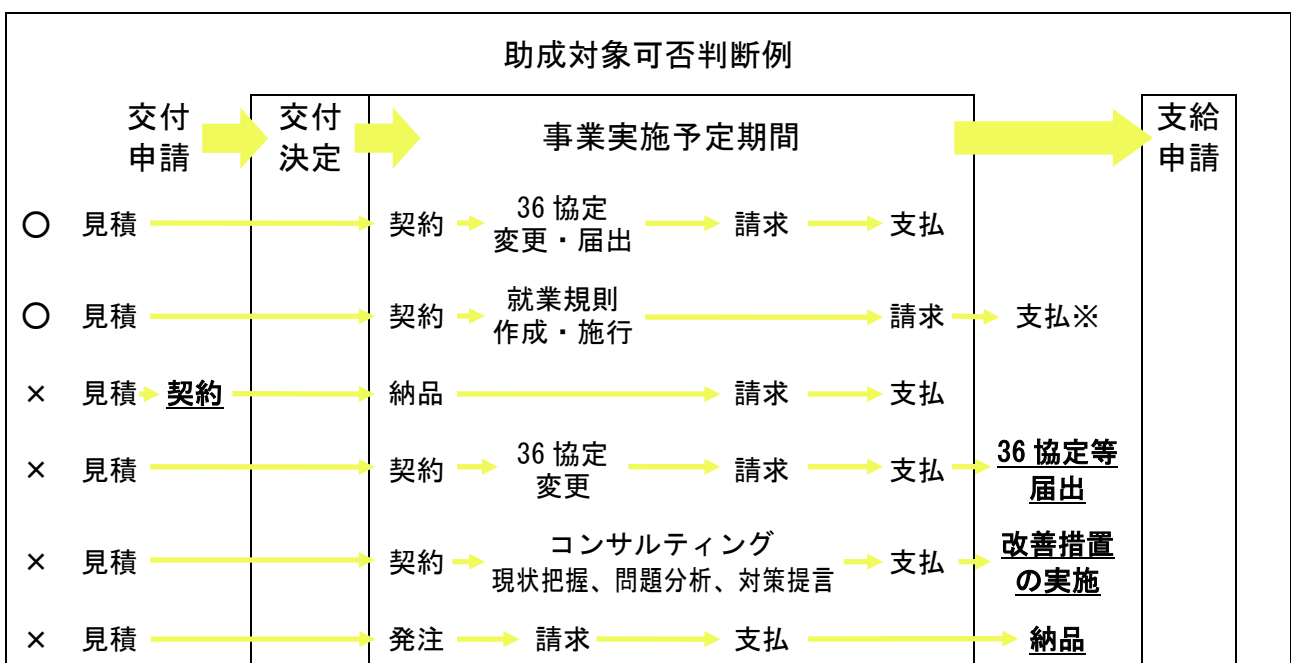 助成対象可否判断例
交付
申請
交付
決定
事業実施予定期間
支給
申請
○ 見積 契約 36協定
変更・届出 請求 支払
○ 見積 契約 就業規則
作成・施行 請求 支払※
× 見積 契約 納品 請求 支払
× 見積 契約 36協定
変更 請求 支払 36協定等
届出
× 見積 契約 コンサルティング
現状把握、問題分析、対策提言 支払 改善措置
の実施
× 見積 発注 請求 支払 納品